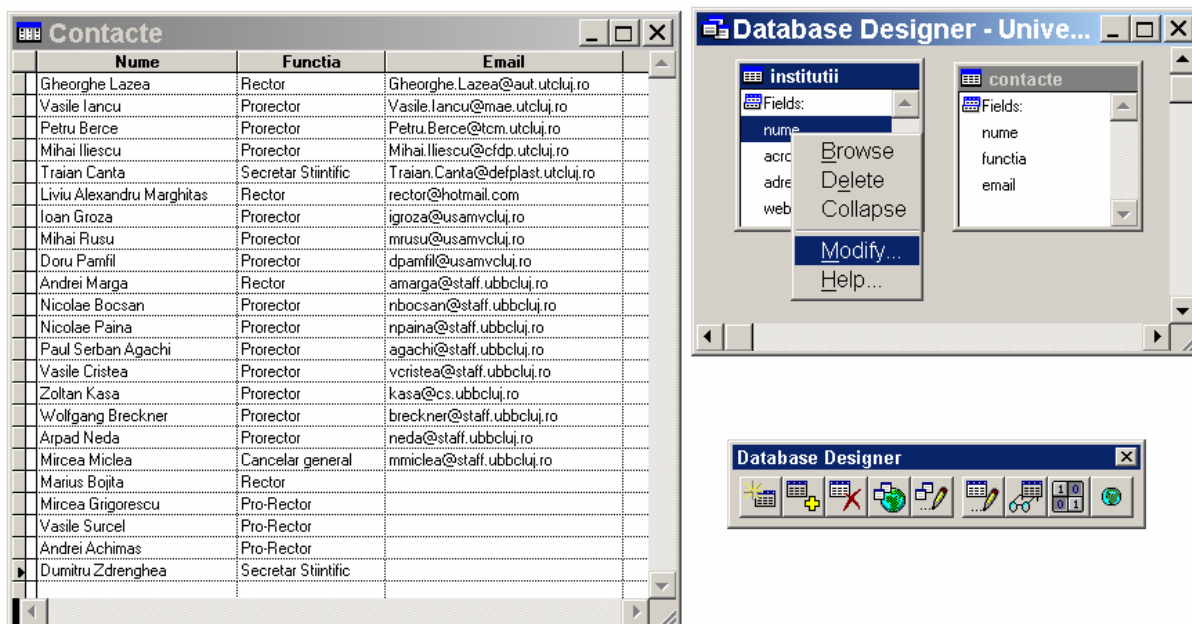 Contacte
Nume Functia Email
Gheorghe Lazea Rector Gheorghe.Lazea@aut.utcluj.ro
Vasile Iancu Prorector Vasile.Iancu@mae.utcluj.ro
Petru Berce Prorector Petru.Berce@tcm.utcluj.ro
Mihai Iliescu Prorector Mihai.Iliescu@cfdp.utcluj.ro
Traian Canta Secretar Stiintific Traian.Canta@defplast.utcluj.ro
Liviu Alexandru Marghitas Rector rector@hotmail.com
Ioan Groza Prorector igroza@usamvcluj.ro
Mihai Rusu Prorector mrusu@usamvcluj.ro
Doru Pamfil Prorector dpamfil@usamvcluj.ro
Andrei Marga Rector amarga@staff.ubbcluj.ro
Nicolae Bocsan Prorector nbocsan@staff.ubbcluj.ro
Nicolae Paina Prorector npaina@staff.ubbcluj.ro
Paul Serban Agachi Prorector agachi@staff.ubbcluj.ro
Vasile Cristea Prorector vcristea@staff.ubbcluj.ro
Zoltan Kasa Prorector kasa@cs.ubbcluj.ro
Wolfgang Breckner Prorector breckner@staff.ubbcluj.ro
Arpad Neda Prorector neda@staff.ubbcluj.ro
Mircea Miclea Cancelar general mmiclea@staff.ubbcluj.ro
Marius Bojita Rector
Mircea Grigorescu Pro-Rector
Vasile Surcel Pro-Rector
Andrei Achimas Pro-Rector
Dumitru Zdrenghea Secretar Stiintific
Database Designer - Unive...
institutii
Fields:
nume
acro
adre
web
Browse
Delete
Collapse
Modify...
Help...
contacte
Fields:
nume
functia
email
Database Designer
1 0
0 1